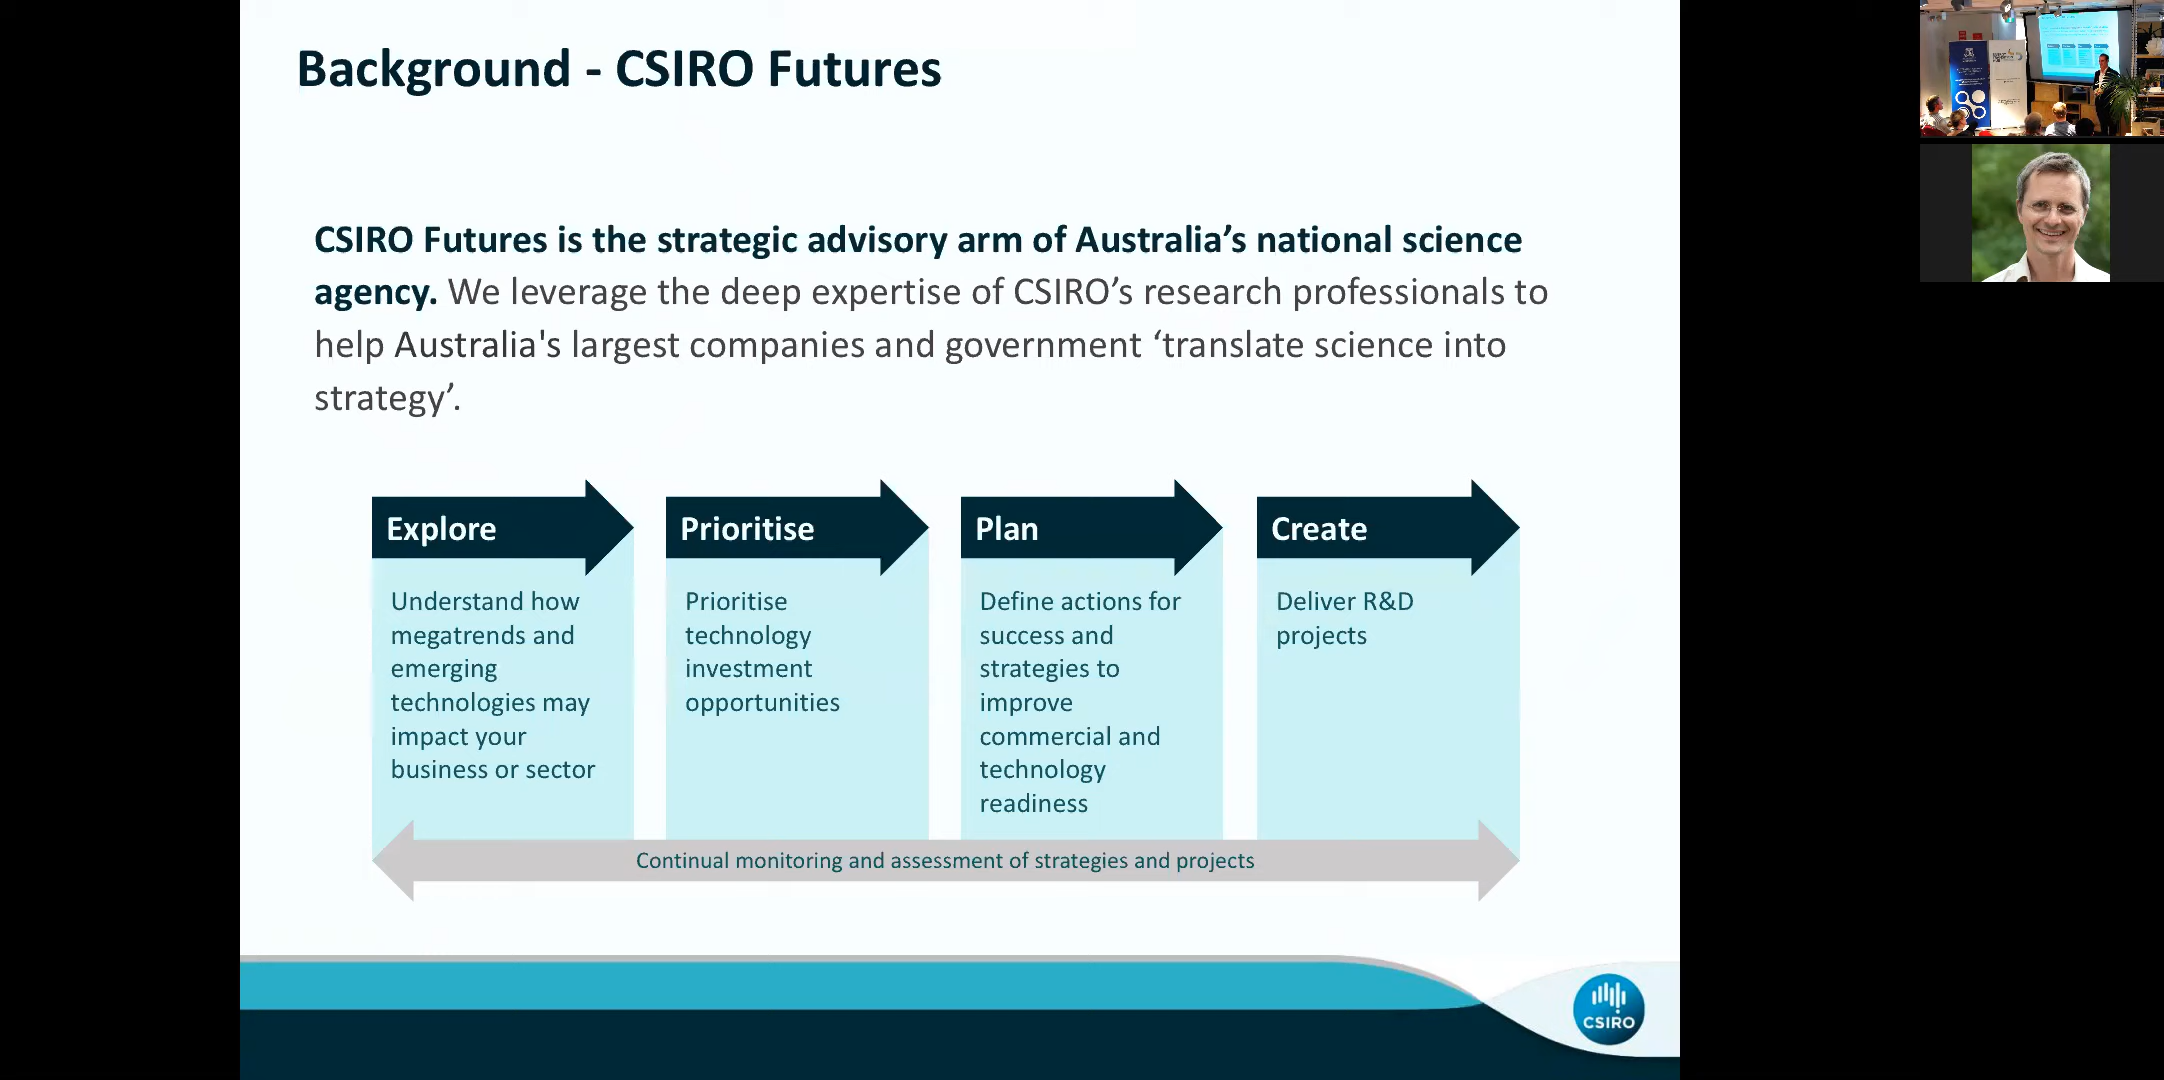 Background - CSIRO Futures
CSIRO Futures is the strategic advisory arm of Australia’s national science
agency. We leverage the deep expertise of CSIRO’s research professionals to
help Australia's largest companies and government ‘translate science into
strategy’.
Explore
Understand how
megatrends and
emerging
technologies may
impact your
business or sector
Prioritise
Prioritise
technology
investment
opportunities
Plan
Define actions for
success and
strategies to
improve
commercial and
technology
readiness
Create
Deliver R&D
projects
Continual monitoring and assessment of strategies and projects
CSIRO